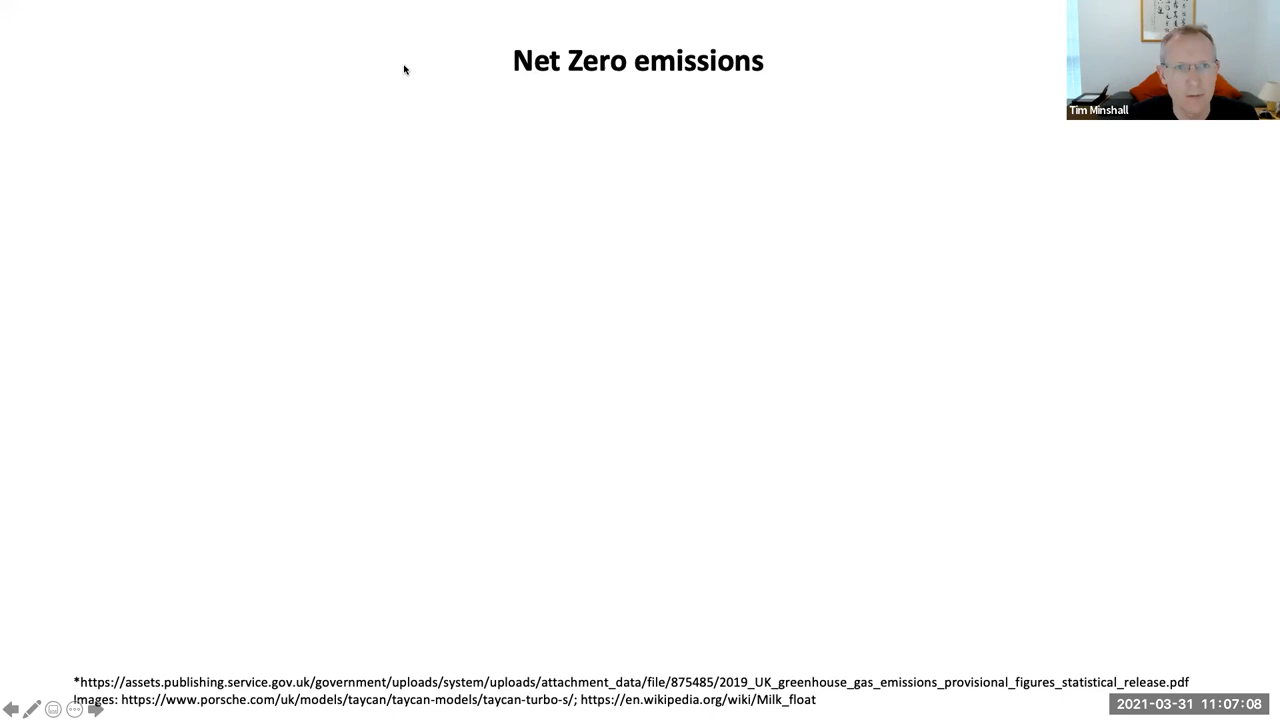 Net Zero emissions
Tim Minshall
*https://assets.publishing.service.gov.uk/government/uploads/system/uploads/attachment_data/file/875485/2019_UK_greenhouse_gas_emissions_provisional_figures_statistical_release.pdf
Images: https://www.porsche.com/uk/models/taycan/taycan-models/taycan-turbo-s/; https://en.wikipedia.org/wiki/Milk_float
2021-03-31 11:07:08